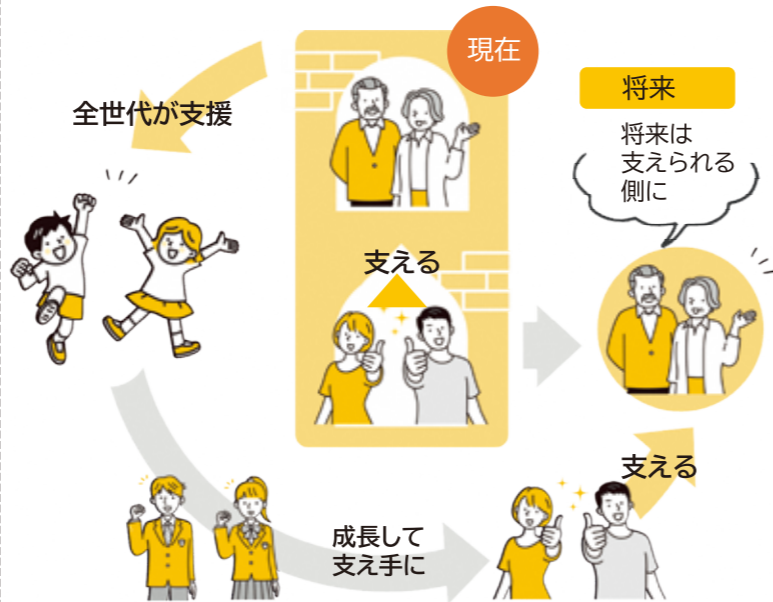 現在
全世代が支援
支える
将来
将来は
支えられる
側に
支える
成長して
支え手に